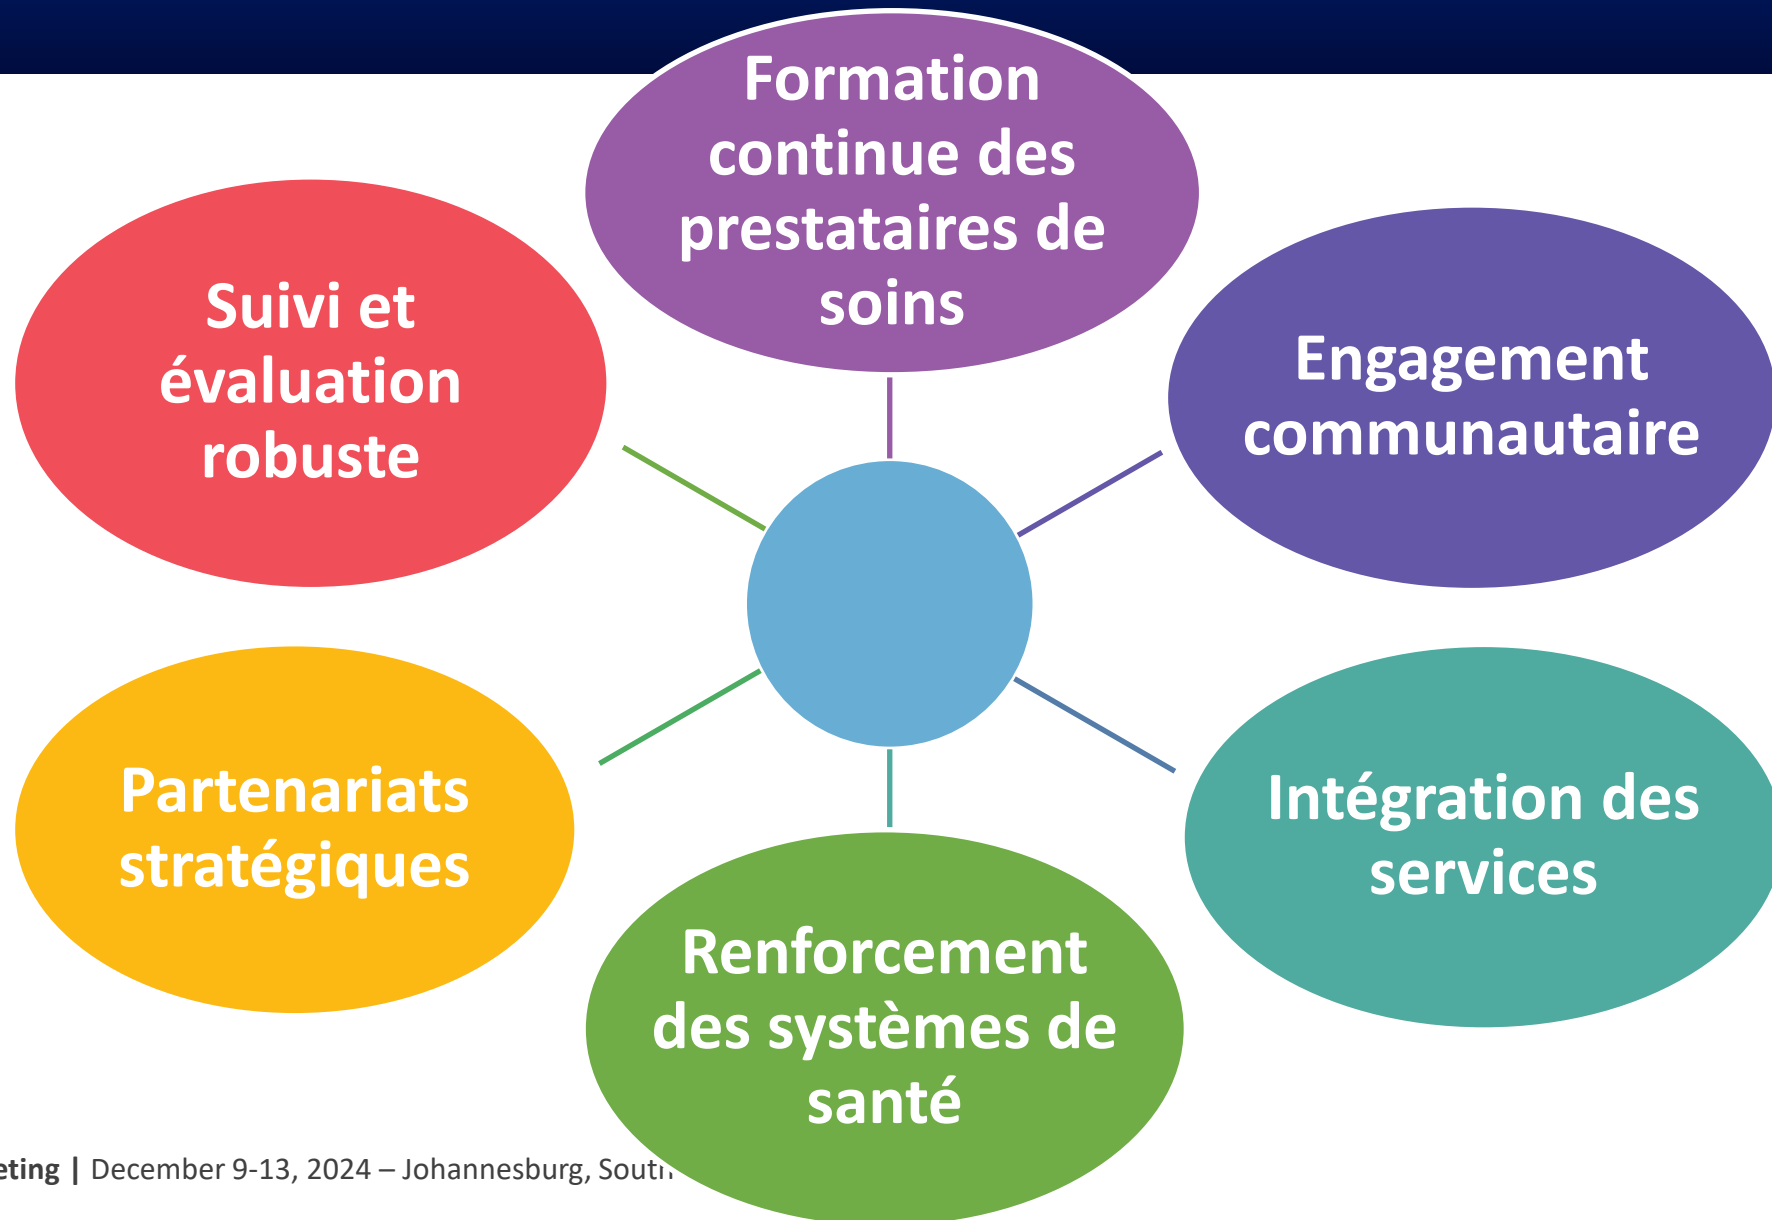 Formation
continue des
prestataires de
soins
Engagement
communautaire
Intégration des
services
Renforcement
des systèmes de
santé
Partenariats
stratégiques
Suivi et
évaluation
robuste
| December 9-13, 2024 – Johannesburg, South